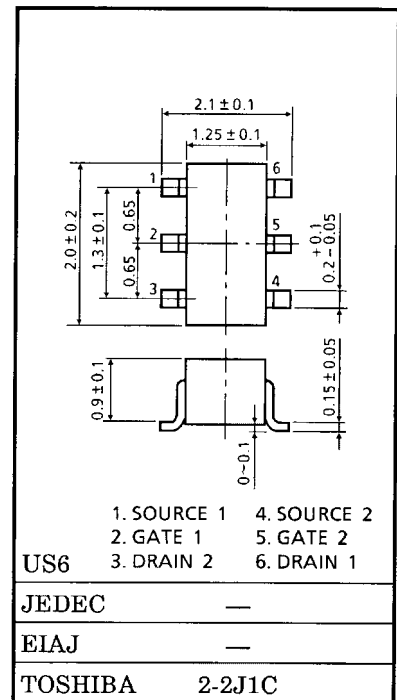 2.1±0.1
1.25±0.1
1 6
2 5
3 4
2.0±0.2
1.3±0.1
0.65
0.65
+0.1
0.2-0.05
0.9±0.1
0.15±0.05
0~0.1
1. SOURCE 1 4. SOURCE 2
2. GATE 1 5. GATE 2
US6 3. DRAIN 2 6. DRAIN 1
JEDEC —
EIAJ —
TOSHIBA 2-2J1C